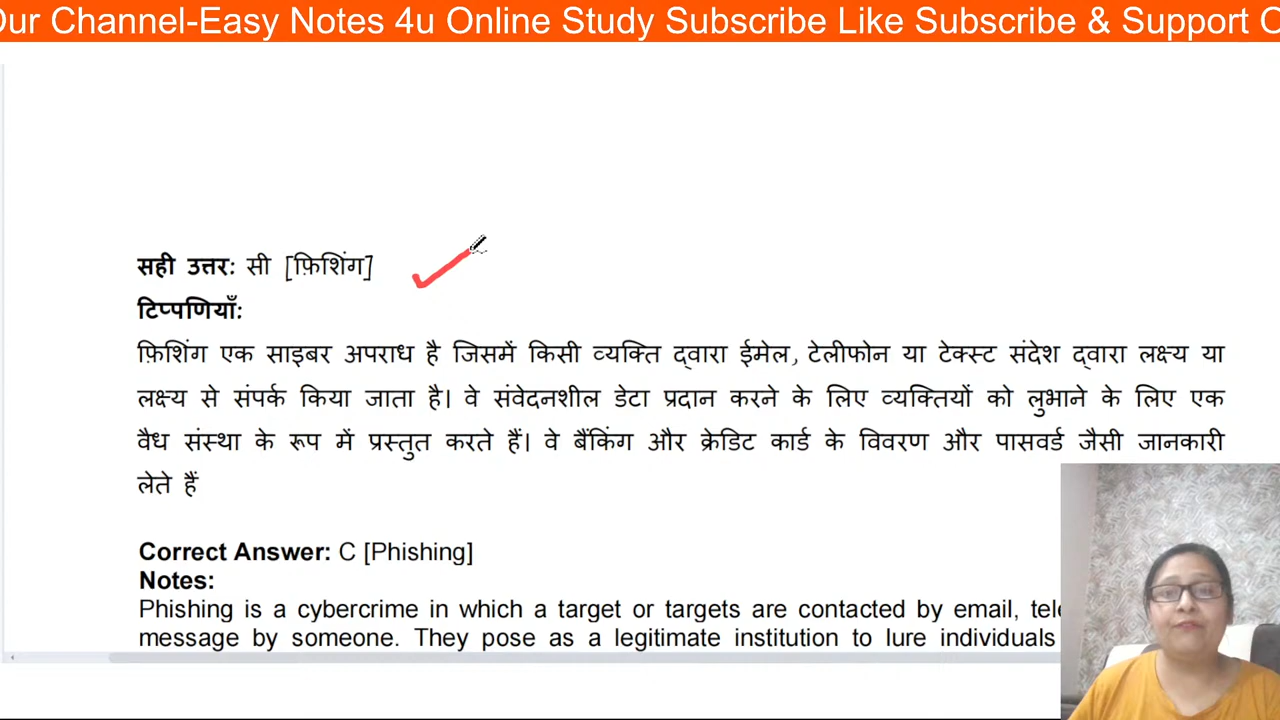 Our Channel-Easy Notes 4u Online Study Subscribe Like Subscribe & Support
सही उत्तर: सी [फ़िशिंग]
टिप्पणियाँ:
फ़िशिंग एक साइबर अपराध है जिसमें किसी व्यक्ति द्वारा ईमेल, टेलीफोन या टेक्स्ट संदेश द्वारा लक्ष्य या
लक्ष्य से संपर्क किया जाता है। वे संवेदनशील डेटा प्रदान करने के लिए व्यक्तियों को लुभाने के लिए एक
वैध संस्था के रूप में प्रस्तुत करते हैं। वे बैंकिंग और क्रेडिट कार्ड के विवरण और पासवर्ड जैसी जानकारी
लेते हैं
Correct Answer: C [Phishing]
Notes:
Phishing is a cybercrime in which a target or targets are contacted by email,
message by someone. They pose as a legitimate institution to lure individuals